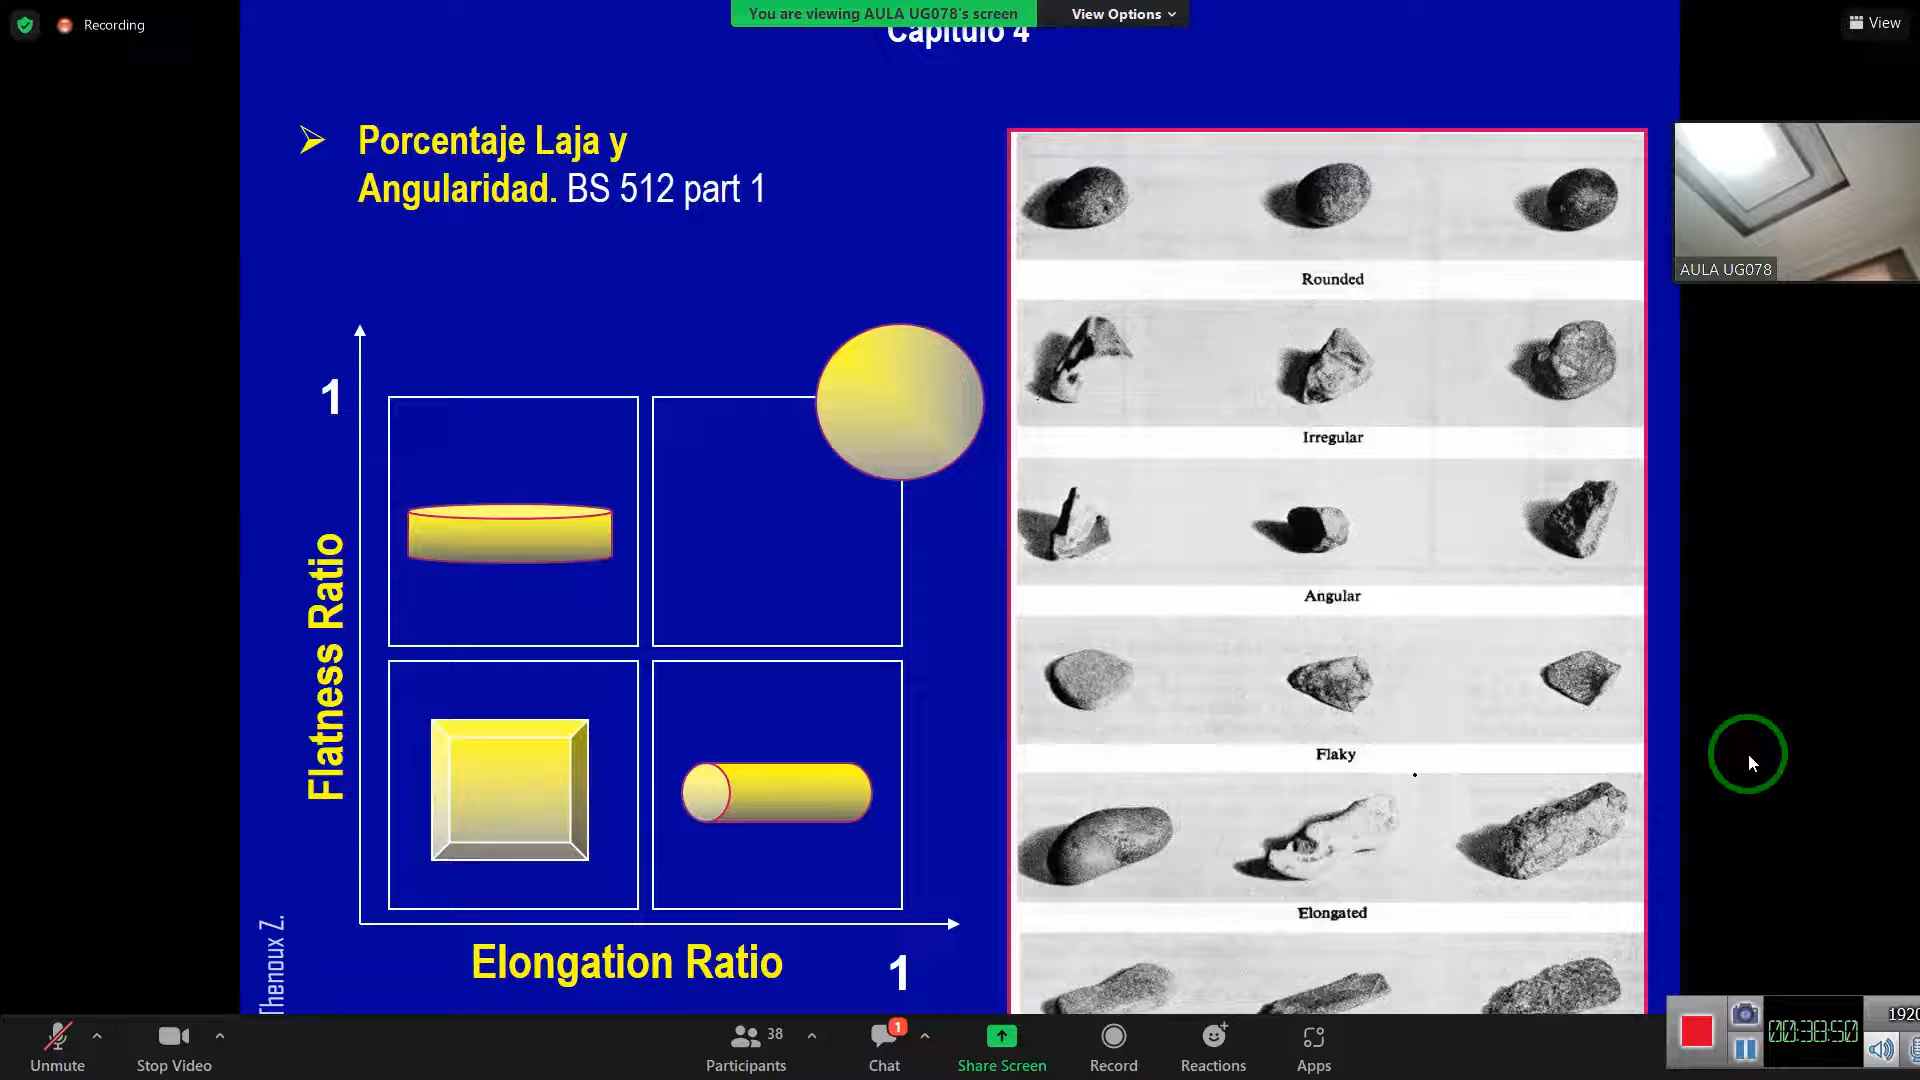 Recording
You are viewing AULA UG078's screen
View Options
View
Capítulo 4
Porcentaje Laja y
Angularidad. BS 512 part 1
AULA UG078
1
Flatness Ratio
Elongation Ratio
1
Thenoux Z.
Rounded
Irregular
Angular
Flaky
Elongated
Unmute
Stop Video
38
Participants
1
Chat
Share Screen
Record
Reactions
Apps
00:38:50
1920